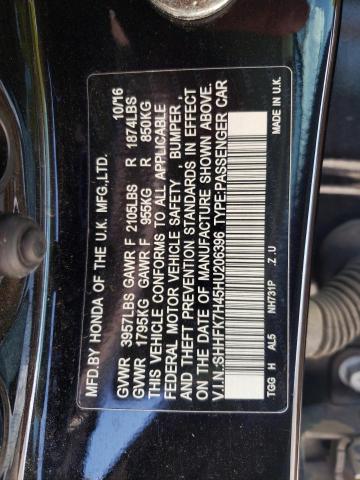 MFD.BY HONDA OF THE U.K. MFG.,LTD. 10/16
GVWR 3957LBS GAWR F 2105LBS R 1874LBS
GVWR 1795KG GAWR F 955KG R 850KG
THIS VEHICLE CONFORMS TO ALL APPLICABLE
FEDERAL MOTOR VEHICLE SAFETY , BUMPER ,
AND THEFT PREVENTION STANDARDS IN EFFECT
ON THE DATE OF MANUFACTURE SHOWN ABOVE.
V.I.N:SHHFK7H45HU206396 TYPE:PASSENGER CAR
TGG H AL5 NH731P .Z.U MADE IN U.K.